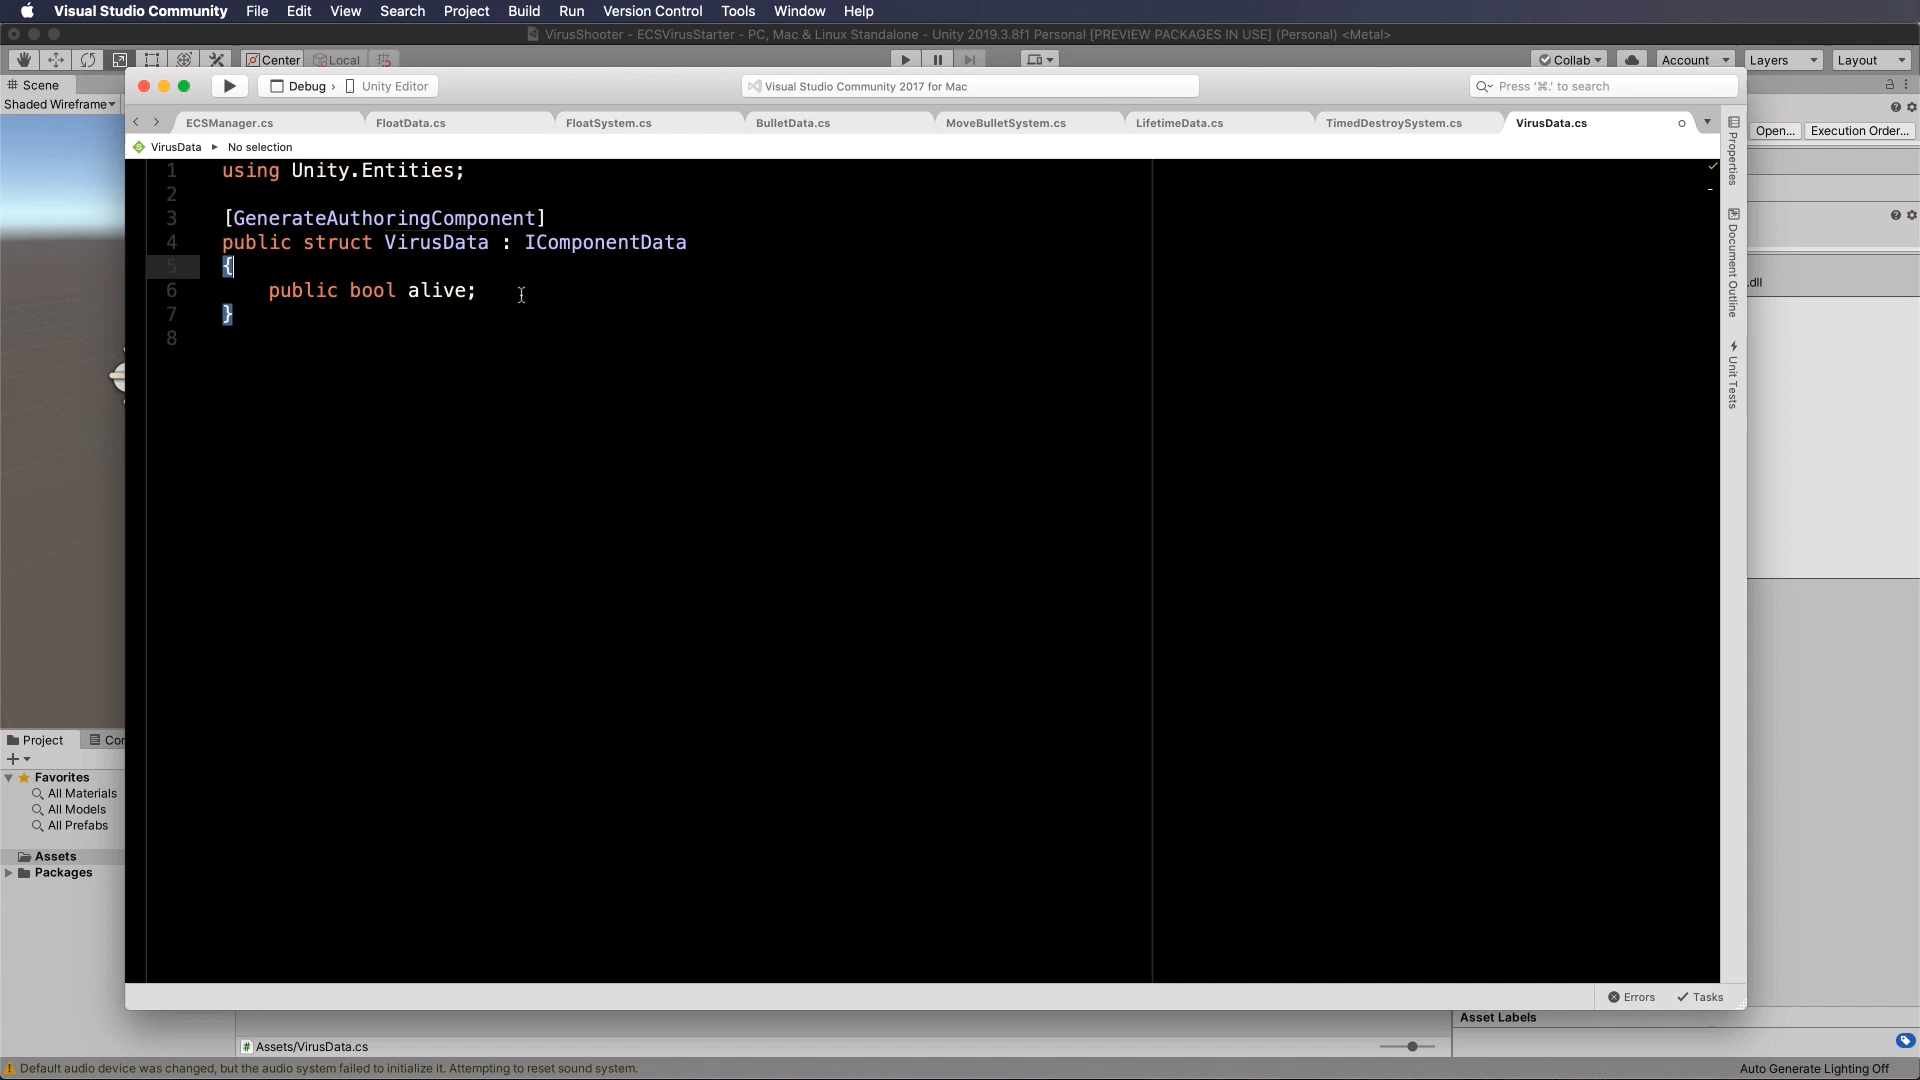 Visual Studio Community File Edit View Search Project Build Run Version Control Tools Window Help
VirusShooter - ECSVirusStarter - PC, Mac & Linux Standalone - Unity 2019.3.8f1 Personal [PREVIEW PACKAGES IN USE] (Personal) <Metal>
Center Local Collab Account Layers Layout
Scene
Shaded Wireframe
Debug › Unity Editor
Visual Studio Community 2017 for Mac
Press '⌘.' to search
ECSManager.cs FloatData.cs FloatSystem.cs BulletData.cs MoveBulletSystem.cs LifetimeData.cs TimedDestroySystem.cs VirusData.cs
Open... Execution Order...
VirusData ▸ No selection
1 using Unity.Entities;
2
3 [GenerateAuthoringComponent]
4 public struct VirusData : IComponentData
5 {
6 public bool alive;
7 }
8
Properties
Document Outline
Unit Tests
.dll
Project Con
Favorites
All Materials
All Models
All Prefabs
Assets
Packages
Errors Tasks
Asset Labels
Assets/VirusData.cs
Default audio device was changed, but the audio system failed to initialize it. Attempting to reset sound system.
Auto Generate Lighting Off